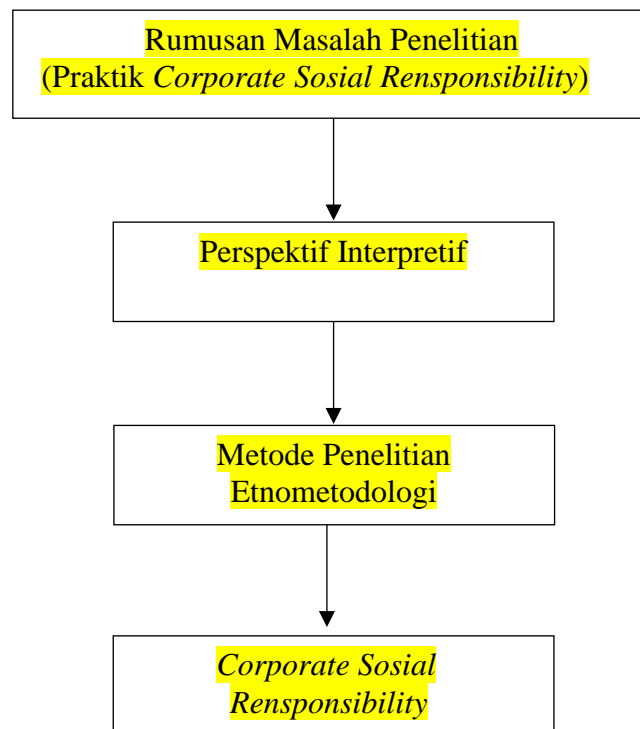 Rumusan Masalah Penelitian
(Praktik Corporate Sosial Rensponsibility)
Perspektif Interpretif
Metode Penelitian
Etnometodologi
Corporate Sosial
Rensponsibility